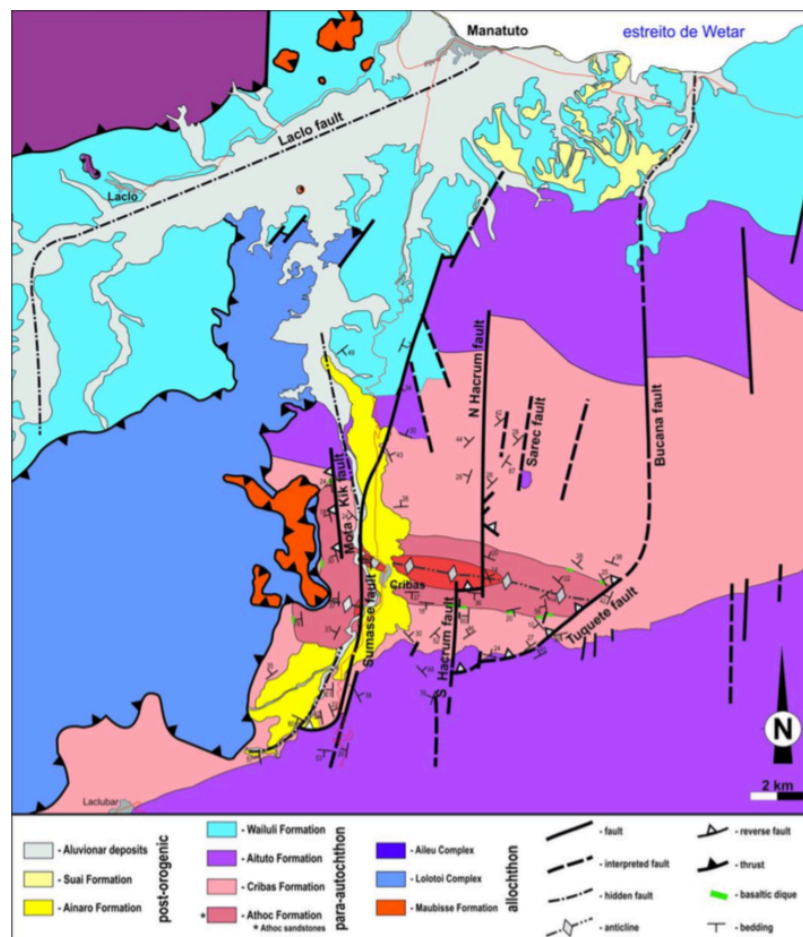 Manatuto
estreito de Wetar
Laclo fault
Laclo
N Hacrum fault
Sarec fault
Bucana fault
Mota Kik fault
Cribas
Sumasse fault
S Hacrum fault
Tuquete fault
Laclubar
N
2 km
- Aluvionar deposits
- Suai Formation
- Ainaro Formation
post-orogenic
- Wailuli Formation
- Aituto Formation
- Cribas Formation
* - Athoc Formation
* Athoc sandstones
para-autochthon
- Aileu Complex
- Lolotoi Complex
- Maubisse Formation
allochthon
- fault
- interpreted fault
- hidden fault
- anticline
- reverse fault
- thrust
- basaltic dique
- bedding